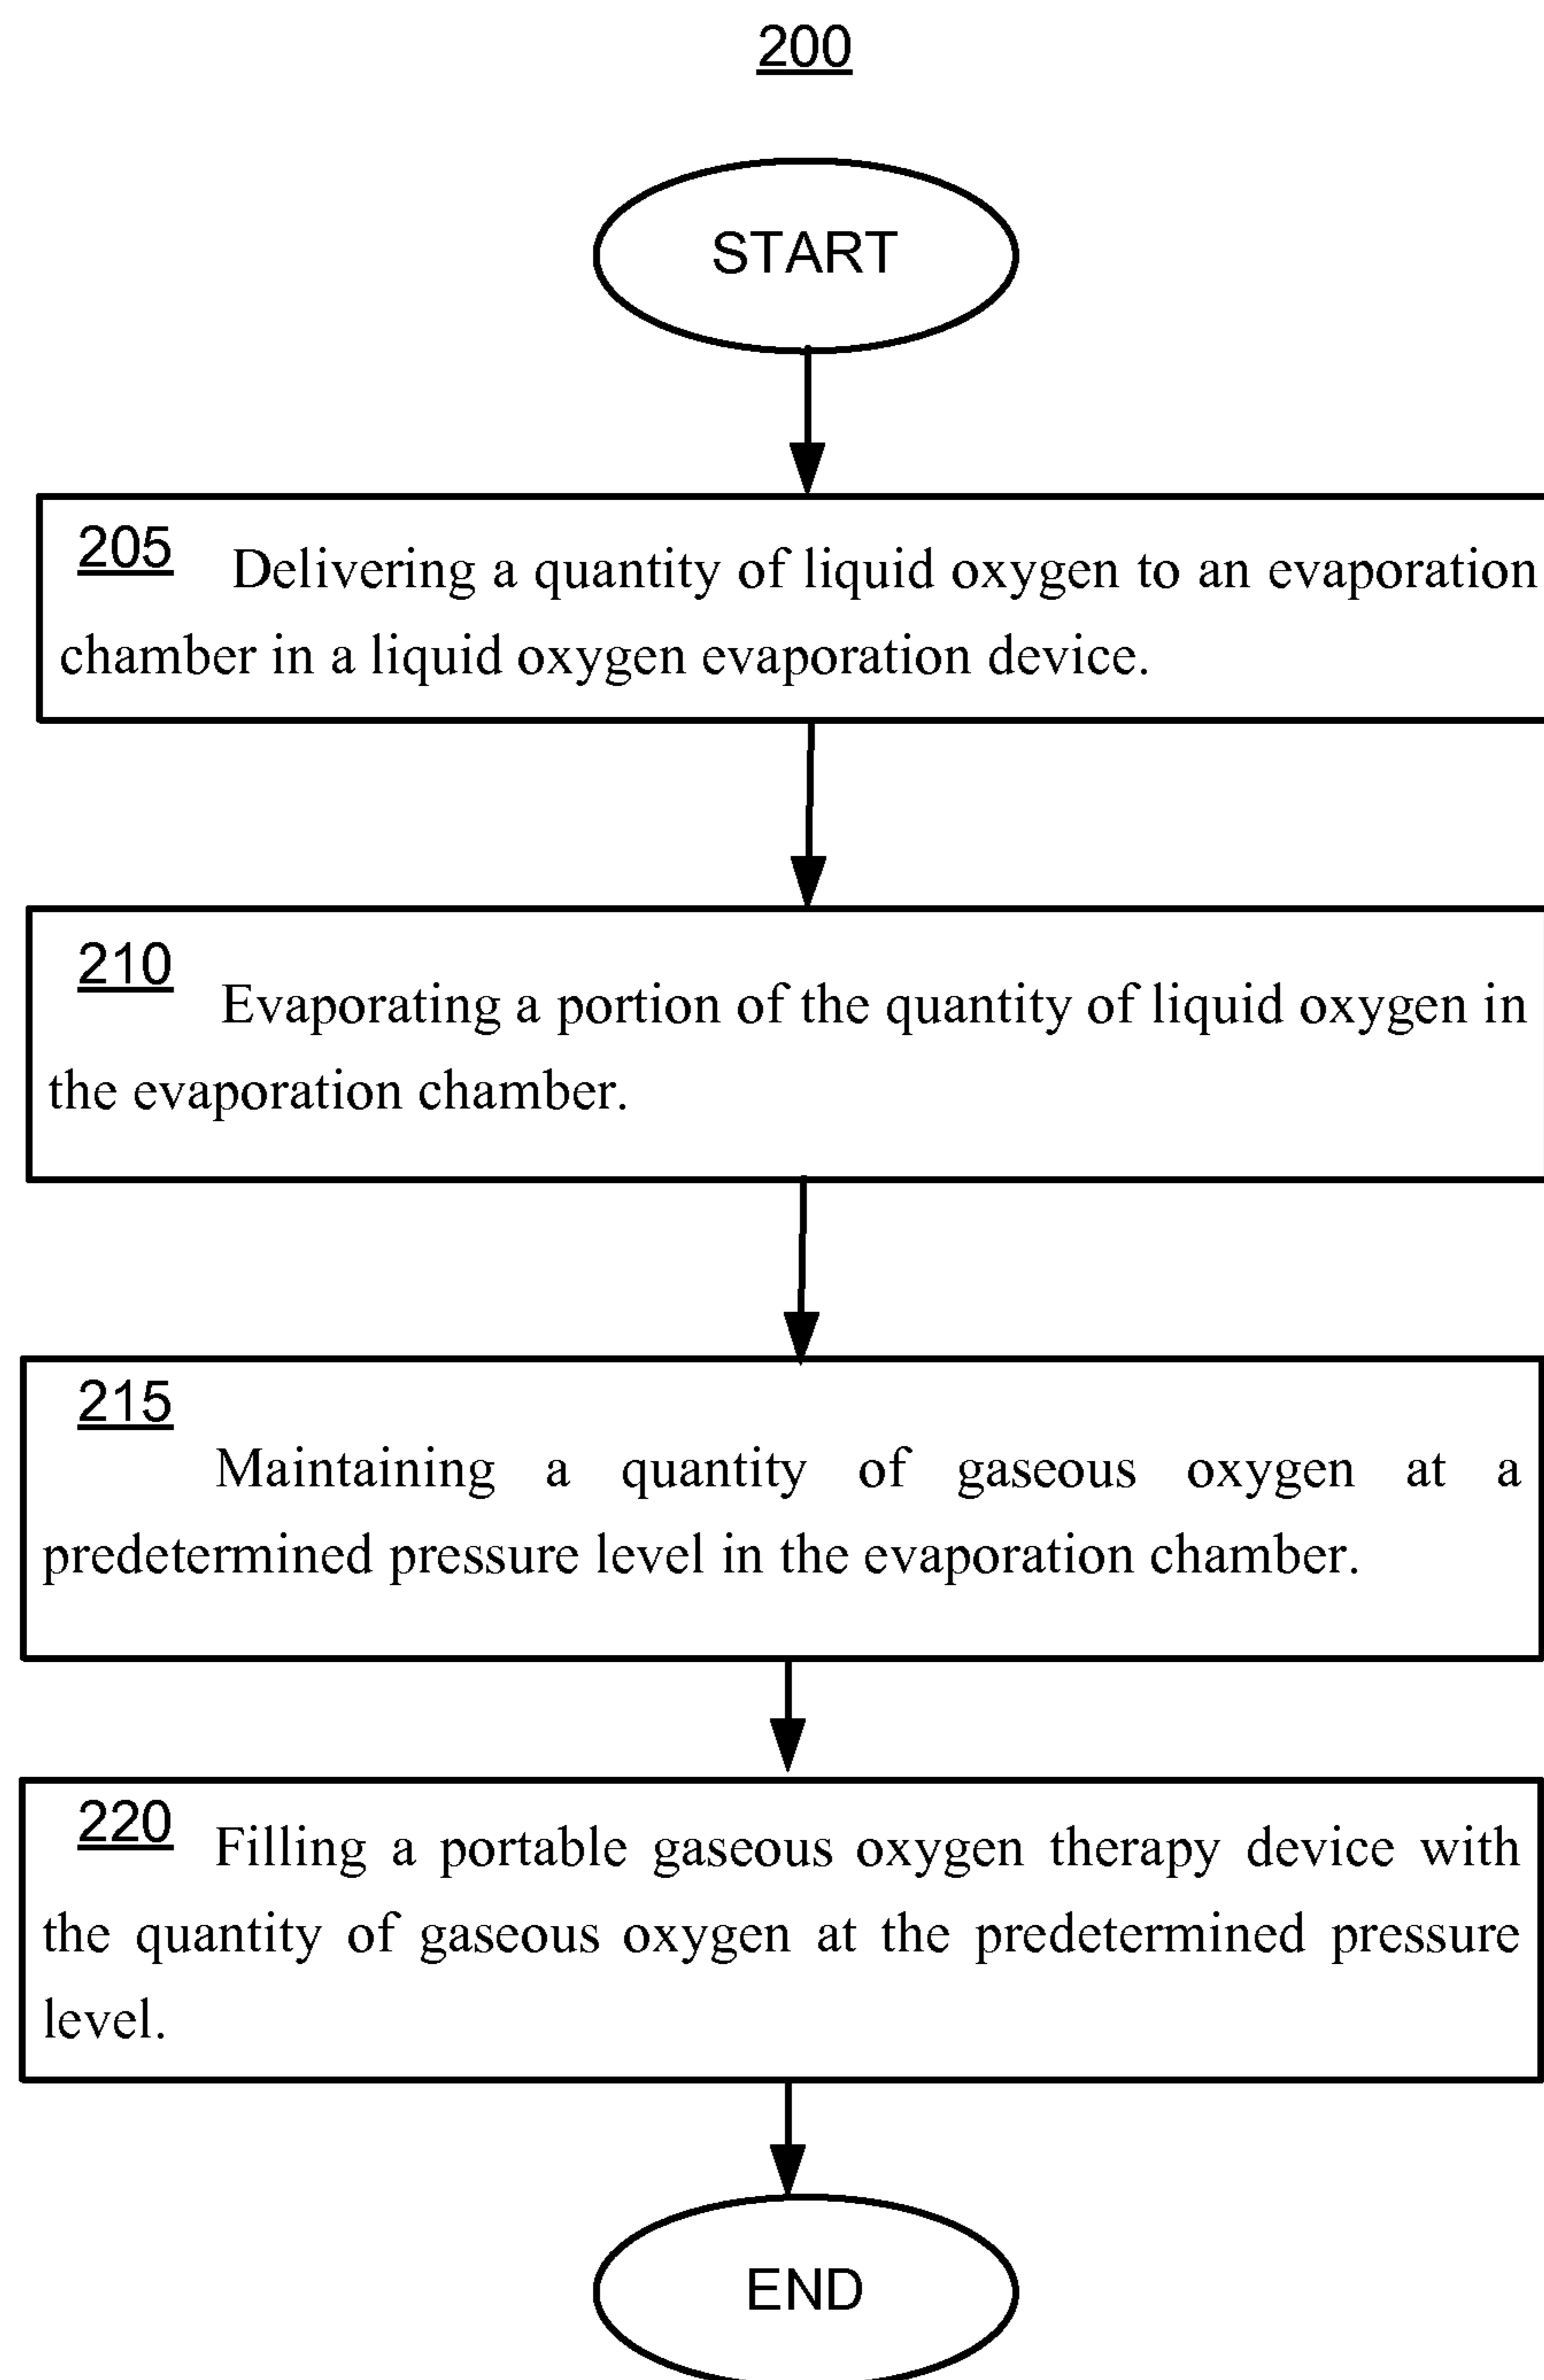 200
START
205 Delivering a quantity of liquid oxygen to an evaporation
chamber in a liquid oxygen evaporation device.
210 Evaporating a portion of the quantity of liquid oxygen in
the evaporation chamber.
215
Maintaining a quantity of gaseous oxygen at a
predetermined pressure level in the evaporation chamber.
220 Filling a portable gaseous oxygen therapy device with
the quantity of gaseous oxygen at the predetermined pressure
level.
END